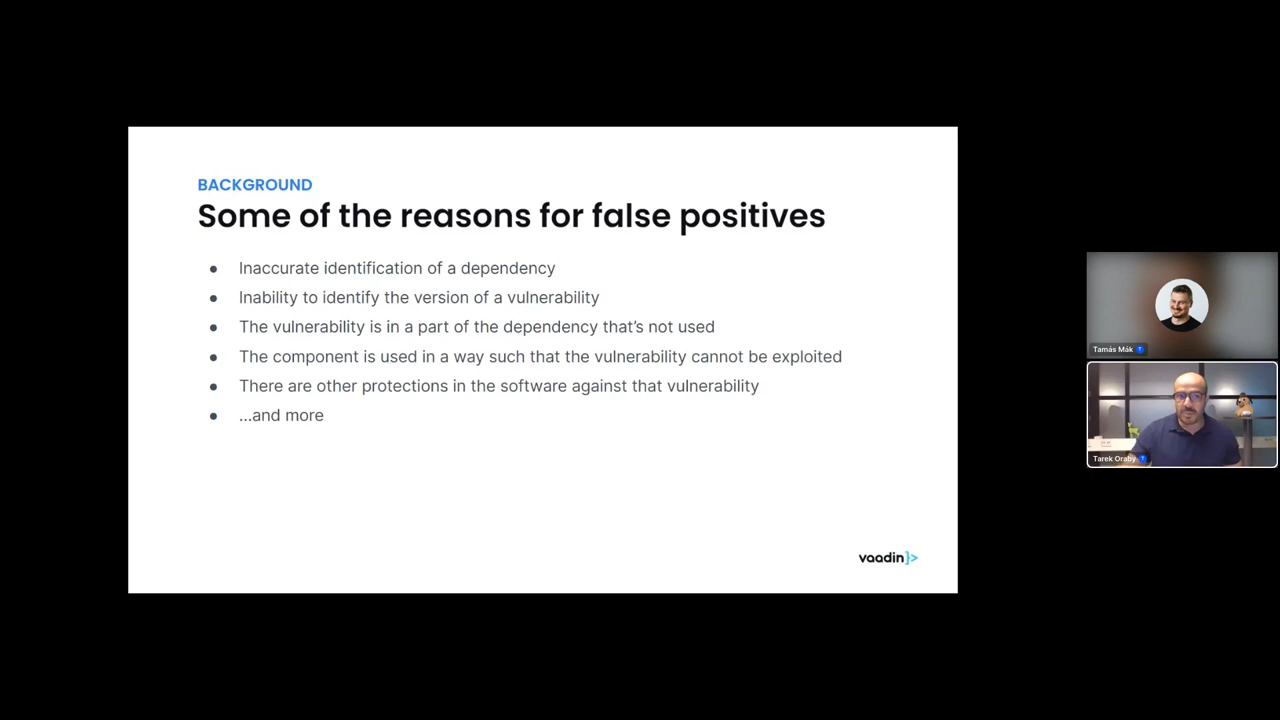 BACKGROUND
Some of the reasons for false positives
● Inaccurate identification of a dependency
● Inability to identify the version of a vulnerability
● The vulnerability is in a part of the dependency that’s not used
● The component is used in a way such that the vulnerability cannot be exploited
● There are other protections in the software against that vulnerability
● ...and more
vaadin}>
Tamás Mák
Tarek Oraby